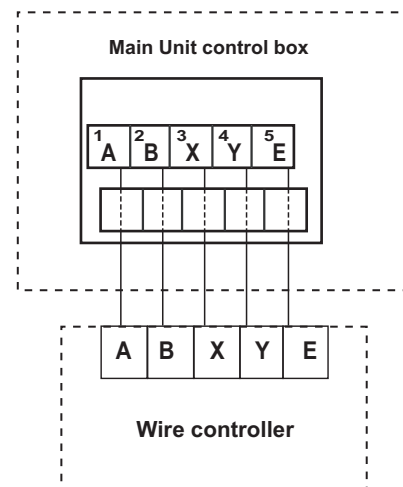 Main Unit control box
1 A 2 B 3 X 4 Y 5 E
A B X Y E
Wire controller